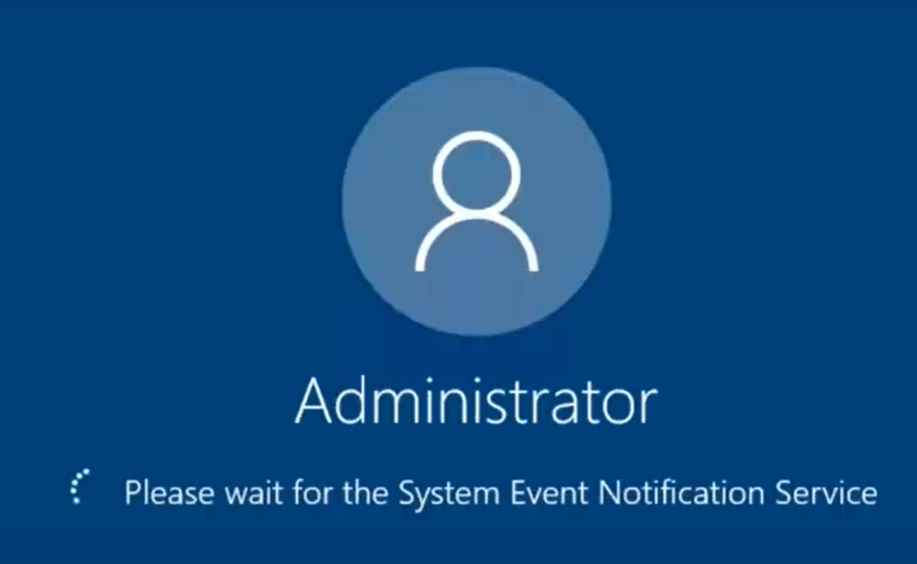 Administrator
Please wait for the System Event Notification Service